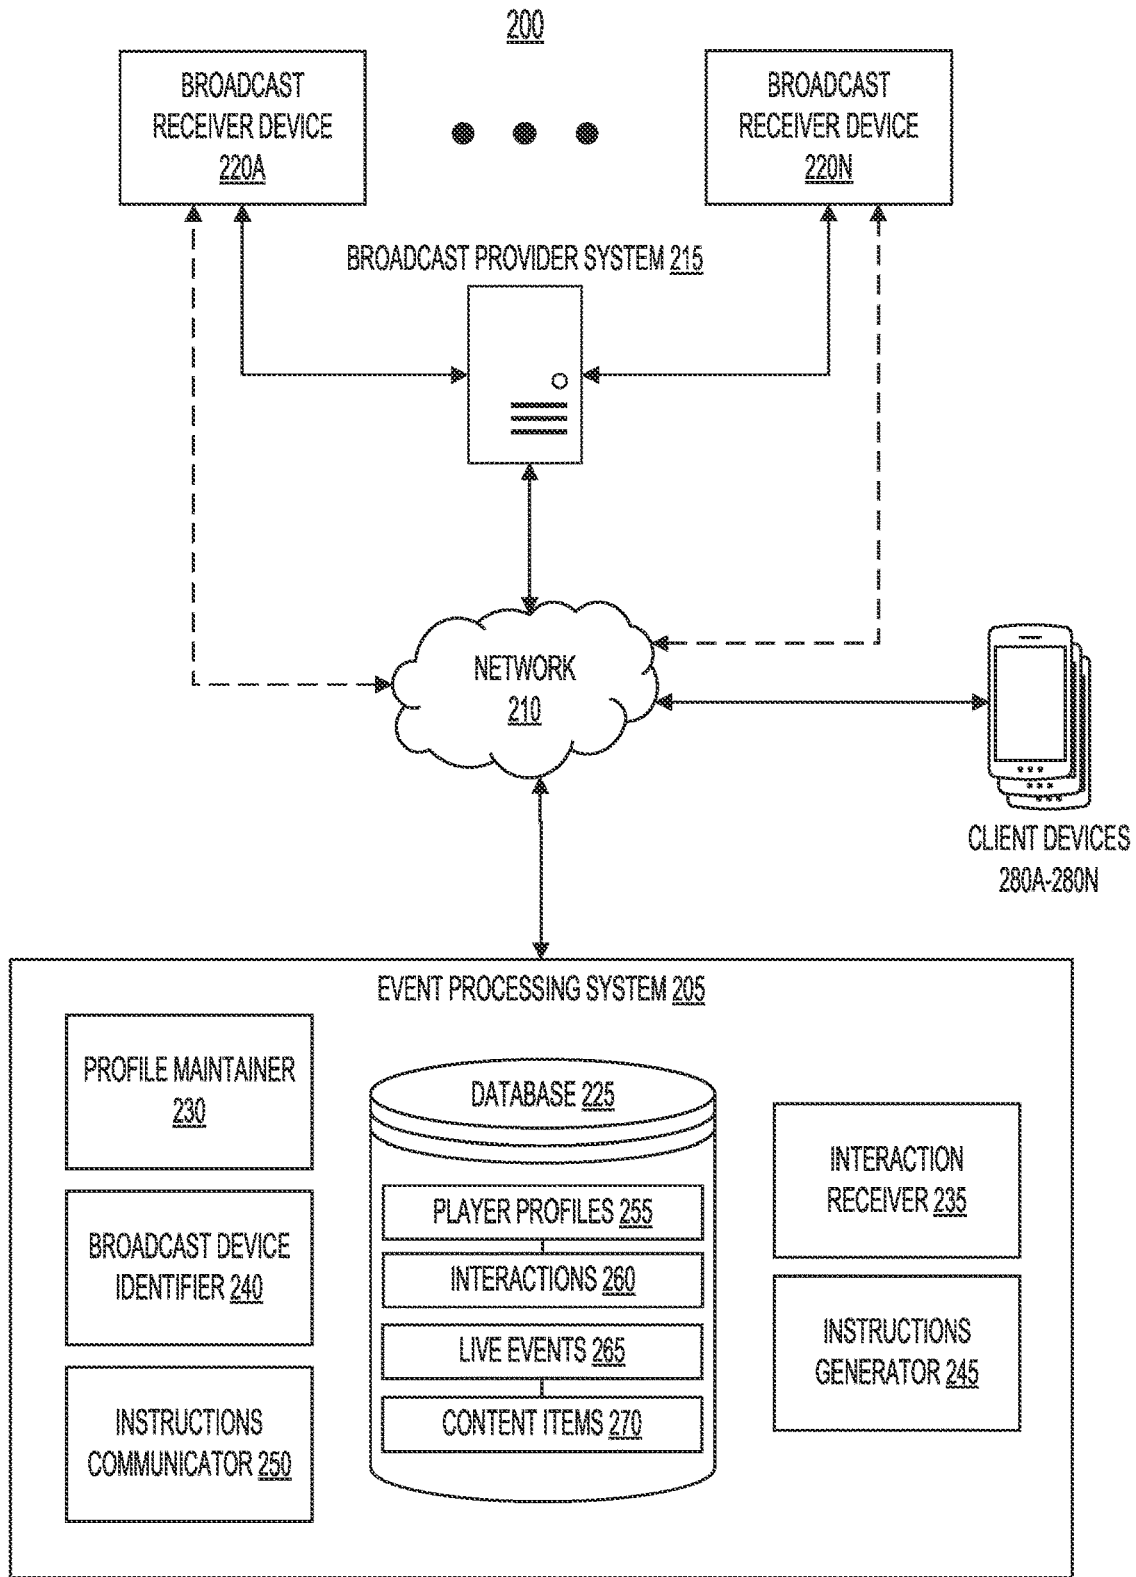 200
BROADCAST
RECEIVER DEVICE
220A
BROADCAST
RECEIVER DEVICE
220N
BROADCAST PROVIDER SYSTEM 215
NETWORK
210
CLIENT DEVICES
280A-280N
EVENT PROCESSING SYSTEM 205
PROFILE MAINTAINER
230
BROADCAST DEVICE
IDENTIFIER 240
INSTRUCTIONS
COMMUNICATOR 250
DATABASE 225
PLAYER PROFILES 255
INTERACTIONS 260
LIVE EVENTS 265
CONTENT ITEMS 270
INTERACTION
RECEIVER 235
INSTRUCTIONS
GENERATOR 245